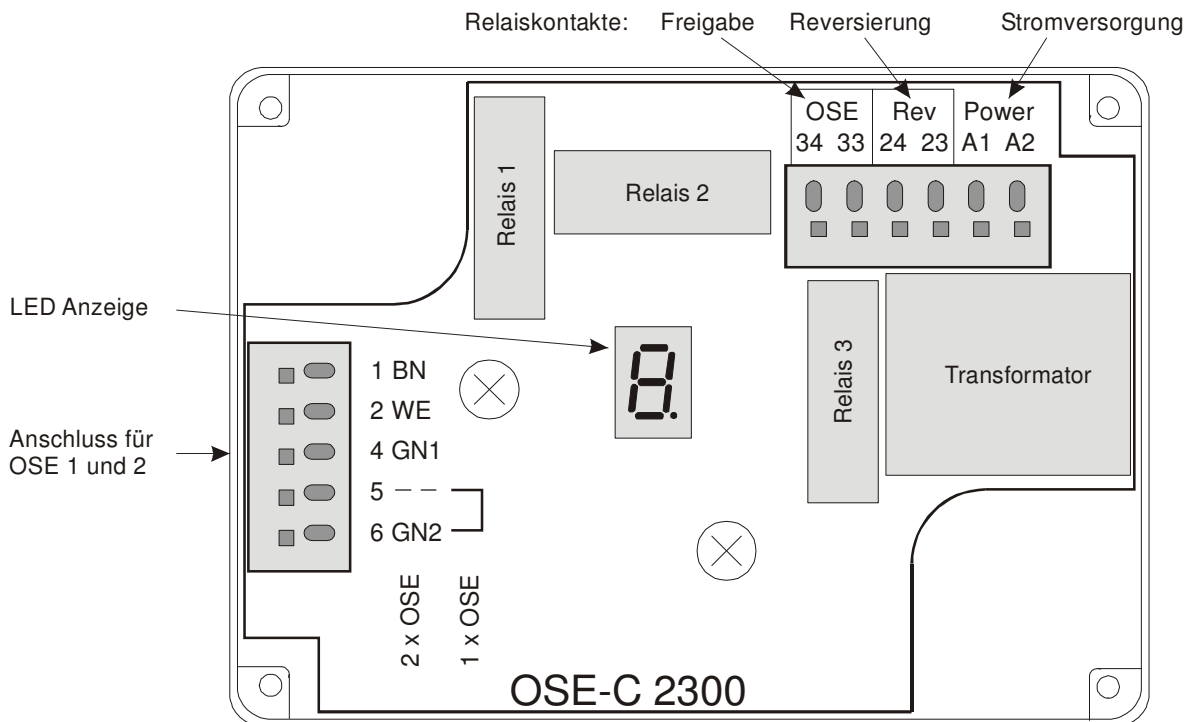 Relaiskontakte: Freigabe Reversierung Stromversorgung
OSE Rev Power
34 33 24 23 A1 A2
Relais 1
Relais 2
LED Anzeige
Relais 3
Transformator
1 BN
2 WE
Anschluss für
OSE 1 und 2
4 GN1
5 – –
6 GN2
2 x OSE
1 x OSE
OSE-C 2300